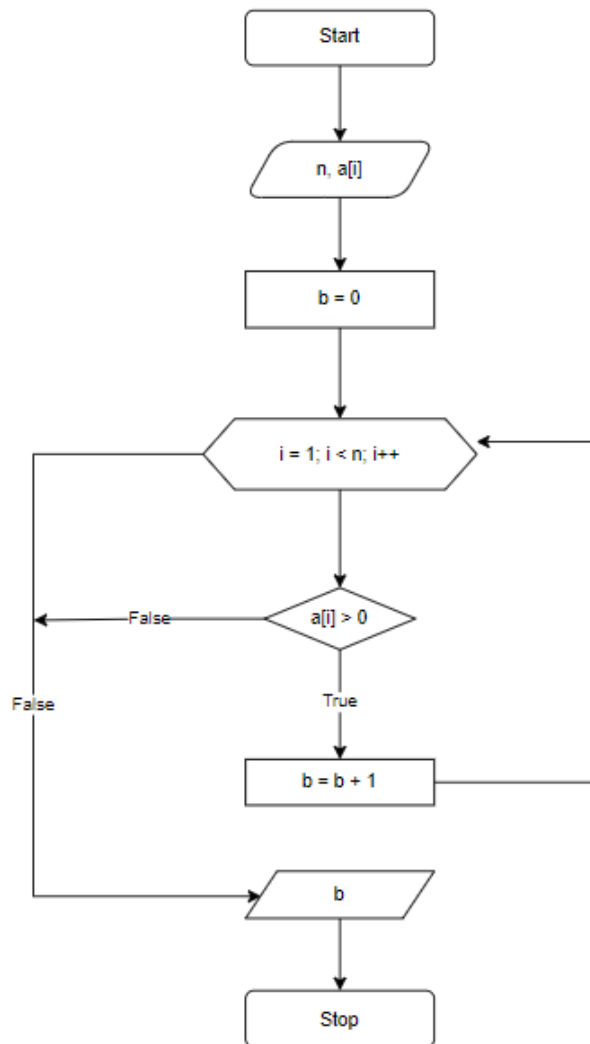 Start
n, a[i]
b = 0
i = 1; i < n; i++
a[i] > 0
False
True
False
b = b + 1
b
Stop